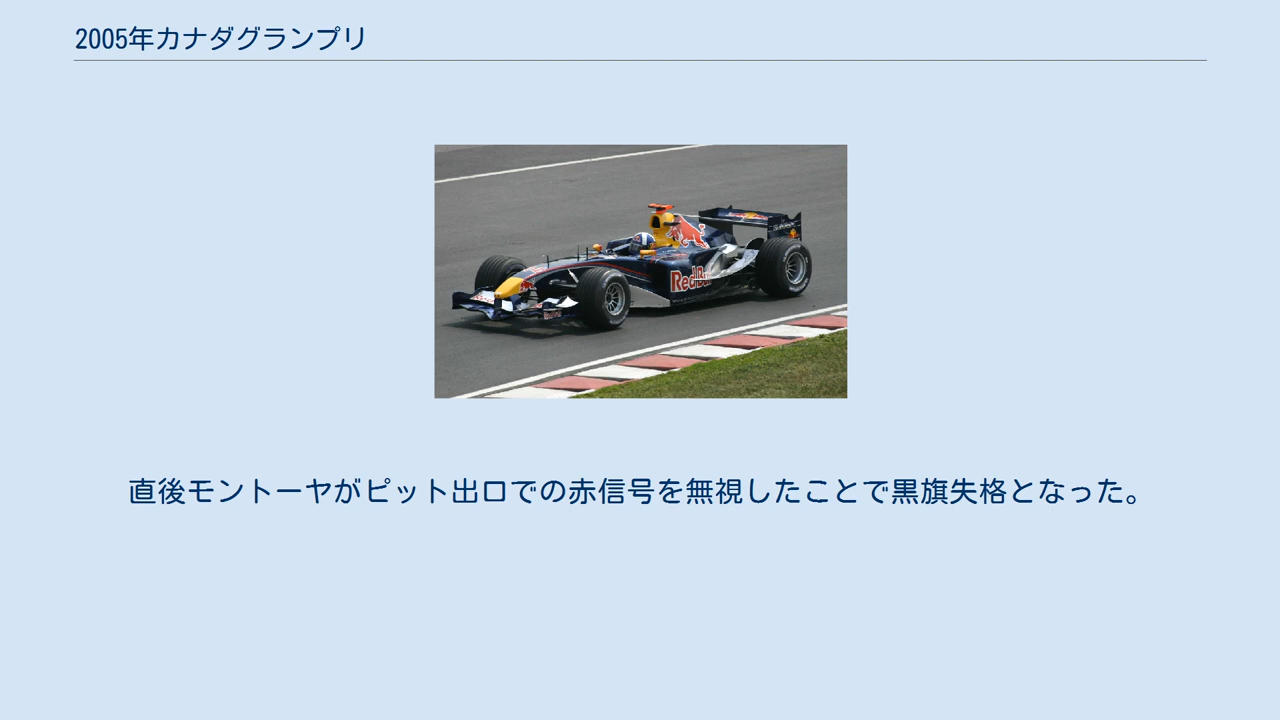 2005年カナダグランプリ
Red Bu
直後モントーヤがピット出口での赤信号を無視したことで黒旗失格となった。